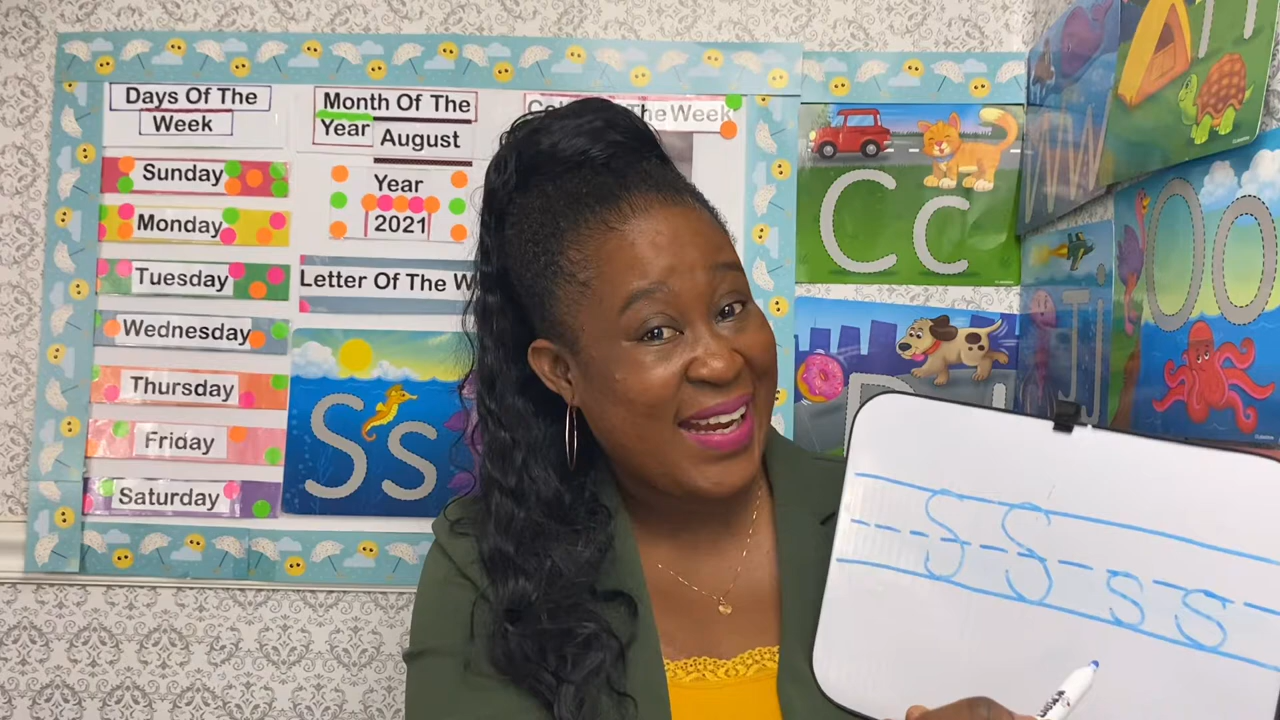 Days Of The
Week
Sunday
Monday
Tuesday
Wednesday
Thursday
Friday
Saturday
Month Of The
Year
August
Year
2021
Letter Of The W
Ss
The Week
Cc
Oo
S S s s